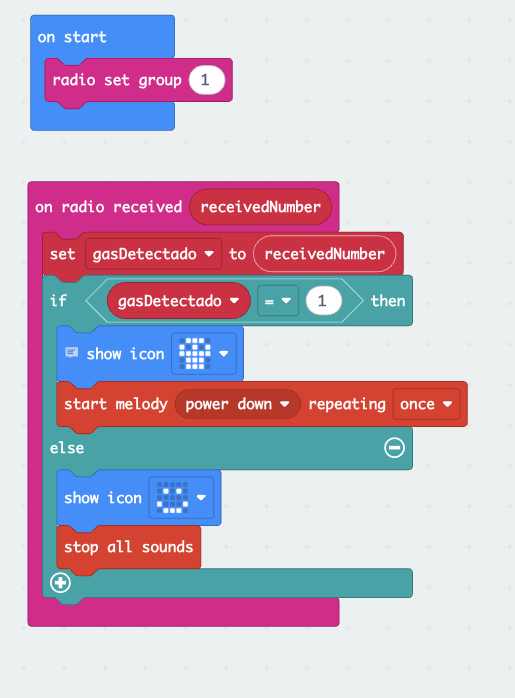 on start
radio set group 1
on radio received receivedNumber
set gasDetectado to receivedNumber
if gasDetectado = 1 then
show icon
start melody power down repeating once
else
show icon
stop all sounds